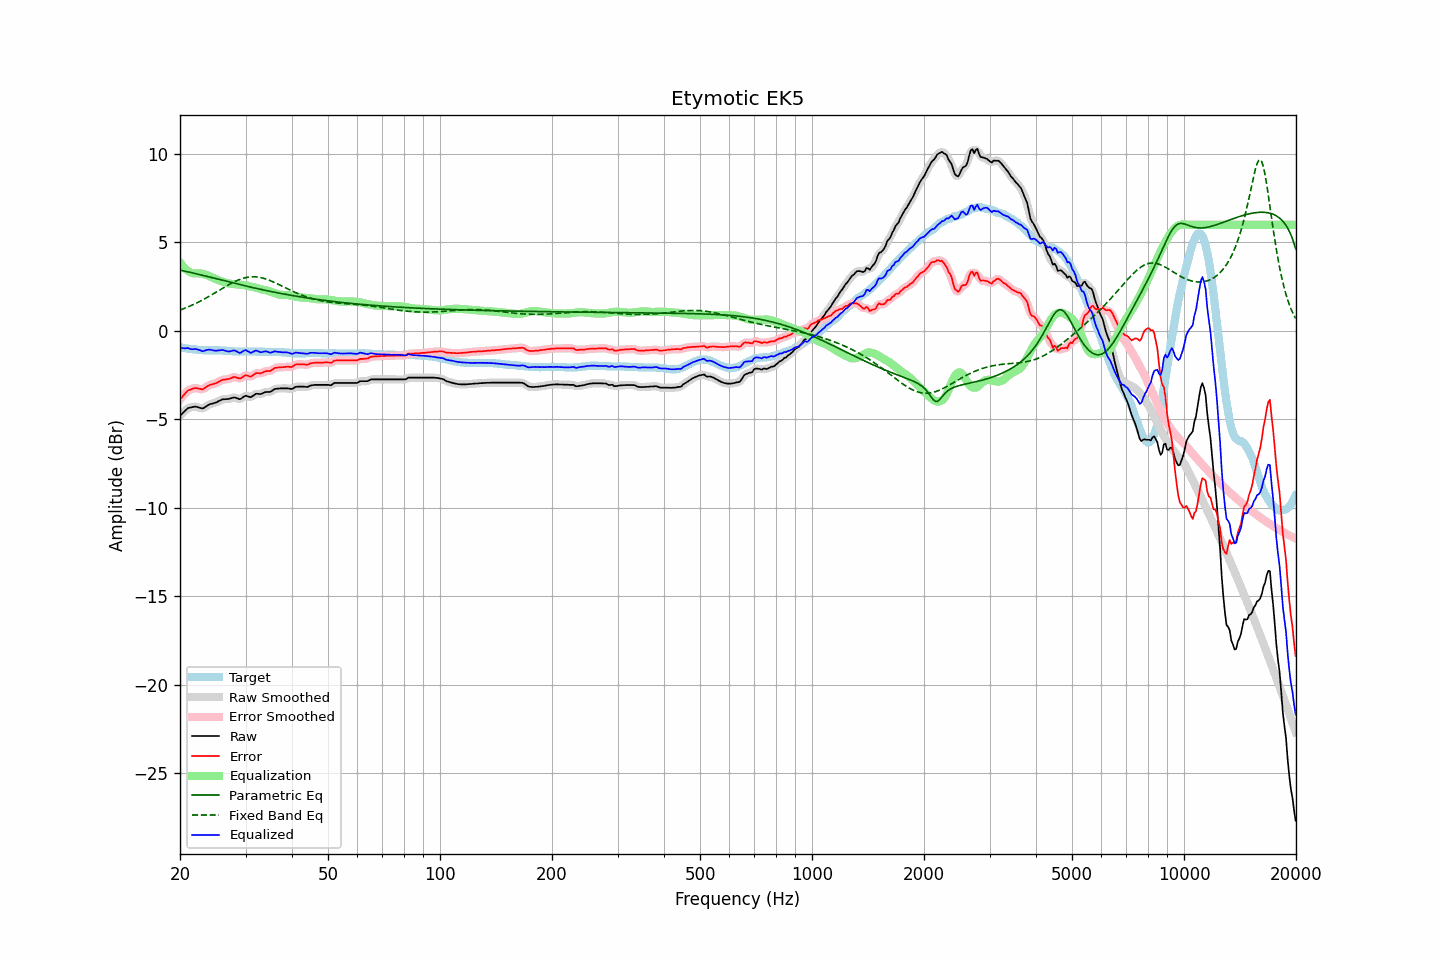 Etymotic EK5
Amplitude (dBr)
10
5
0
−5
−10
−15
−20
−25
Target
Raw Smoothed
Error Smoothed
Raw
Error
Equalization
Parametric Eq
Fixed Band Eq
Equalized
20 50 100 200 500 1000 2000 5000 10000 20000
Frequency (Hz)